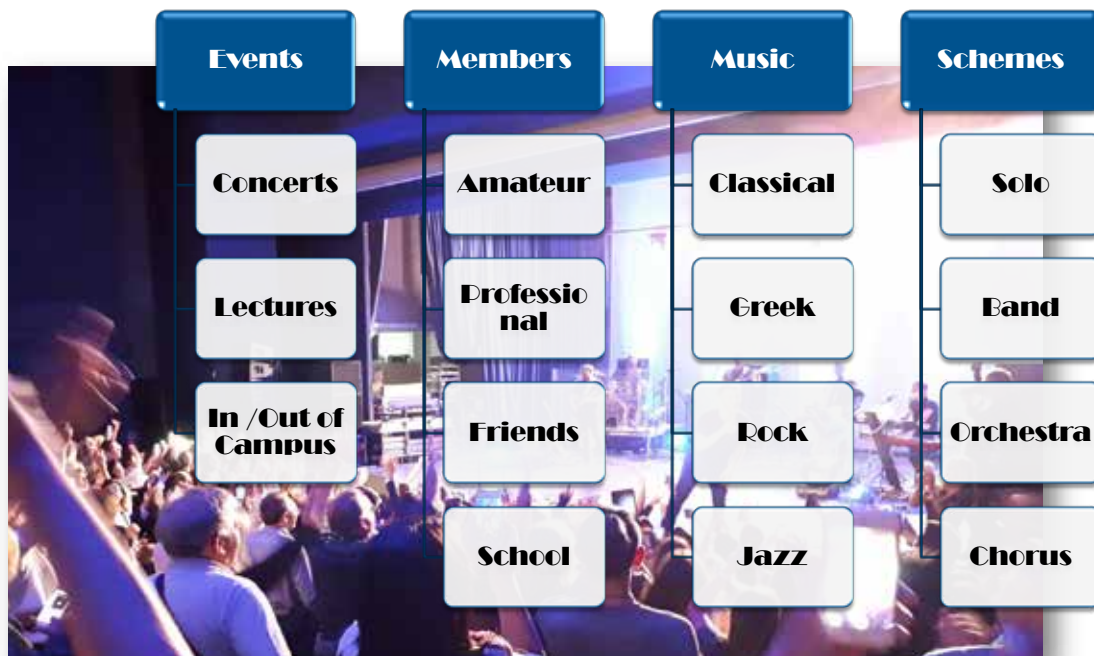 Events
Concerts
Lectures
In /Out of
Campus
Members
Amateur
Professio
nal
Friends
School
Music
Classical
Greek
Rock
Jazz
Schemes
Solo
Band
Orchestra
Chorus